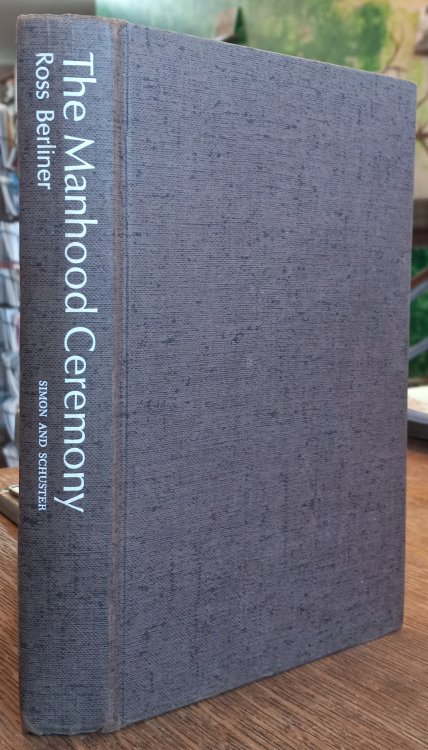 The Manhood Ceremony
Ross Berliner
SIMON AND SCHUSTER